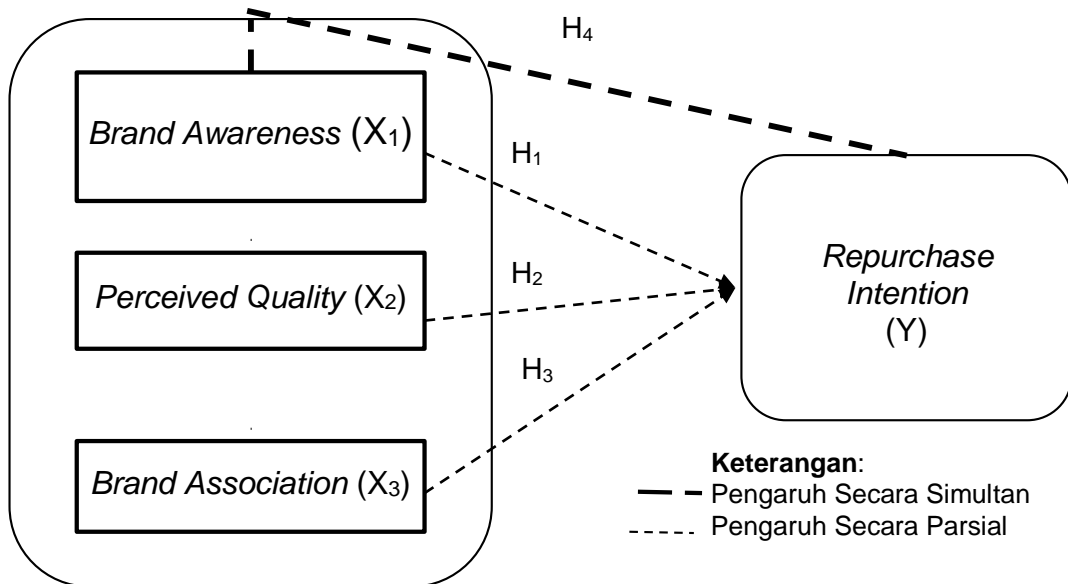 H₄
Brand Awareness (X₁)
H₁
Perceived Quality (X₂)
H₂
Brand Association (X₃)
H₃
Repurchase
Intention
(Y)
Keterangan:
Pengaruh Secara Simultan
Pengaruh Secara Parsial